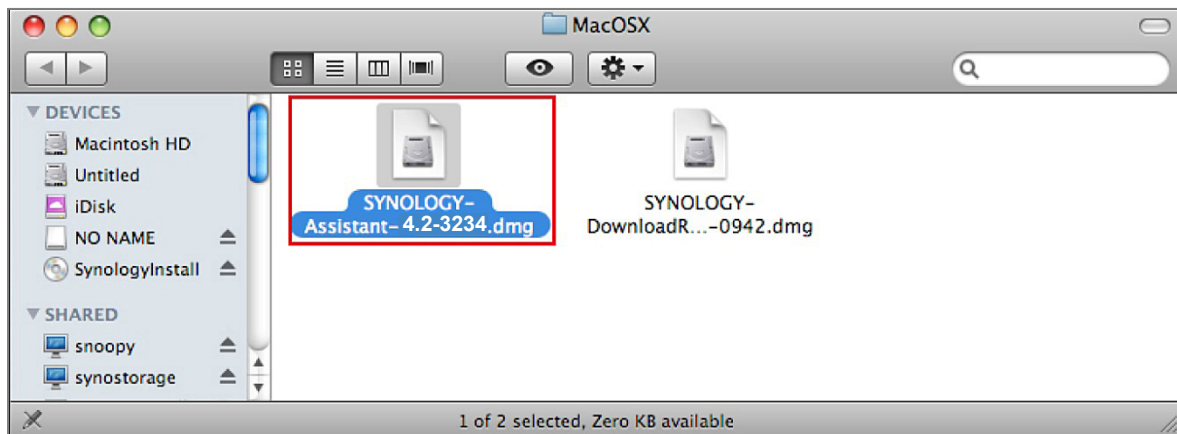 MacOSX
DEVICES
Macintosh HD
Untitled
iDisk
NO NAME
SynologyInstall
SHARED
snoopy
synostorage
SYNOLOGY-
Assistant-4.2-3234.dmg
SYNOLOGY-
DownloadR...-0942.dmg
1 of 2 selected, Zero KB available